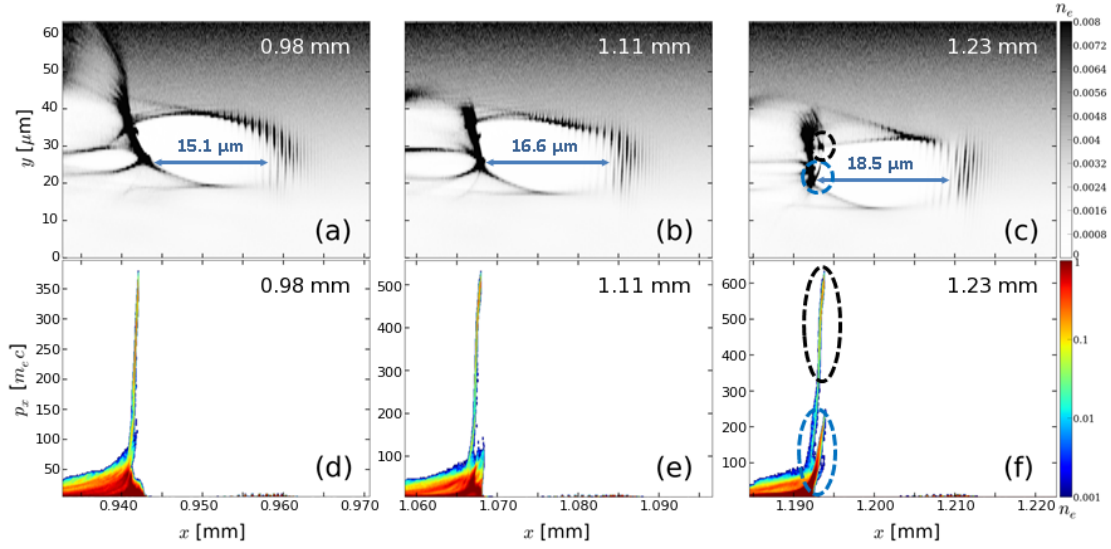 n_e
60
50
40
30
20
10
0
y [μm]
0.98 mm
15.1 μm
(a)
1.11 mm
16.6 μm
(b)
1.23 mm
18.5 μm
(c)
0.008
0.0072
0.0064
0.0056
0.0048
0.004
0.0032
0.0024
0.0016
0.0008
0
350
300
250
200
150
100
50
p_x [m_e c]
0.98 mm
(d)
500
400
300
200
100
1.11 mm
(e)
600
500
400
300
200
100
1.23 mm
(f)
1
0.1
0.01
0.001
n_e
0.940 0.950 0.960 0.970
1.060 1.070 1.080 1.090
1.190 1.200 1.210 1.220
x [mm]
x [mm]
x [mm]